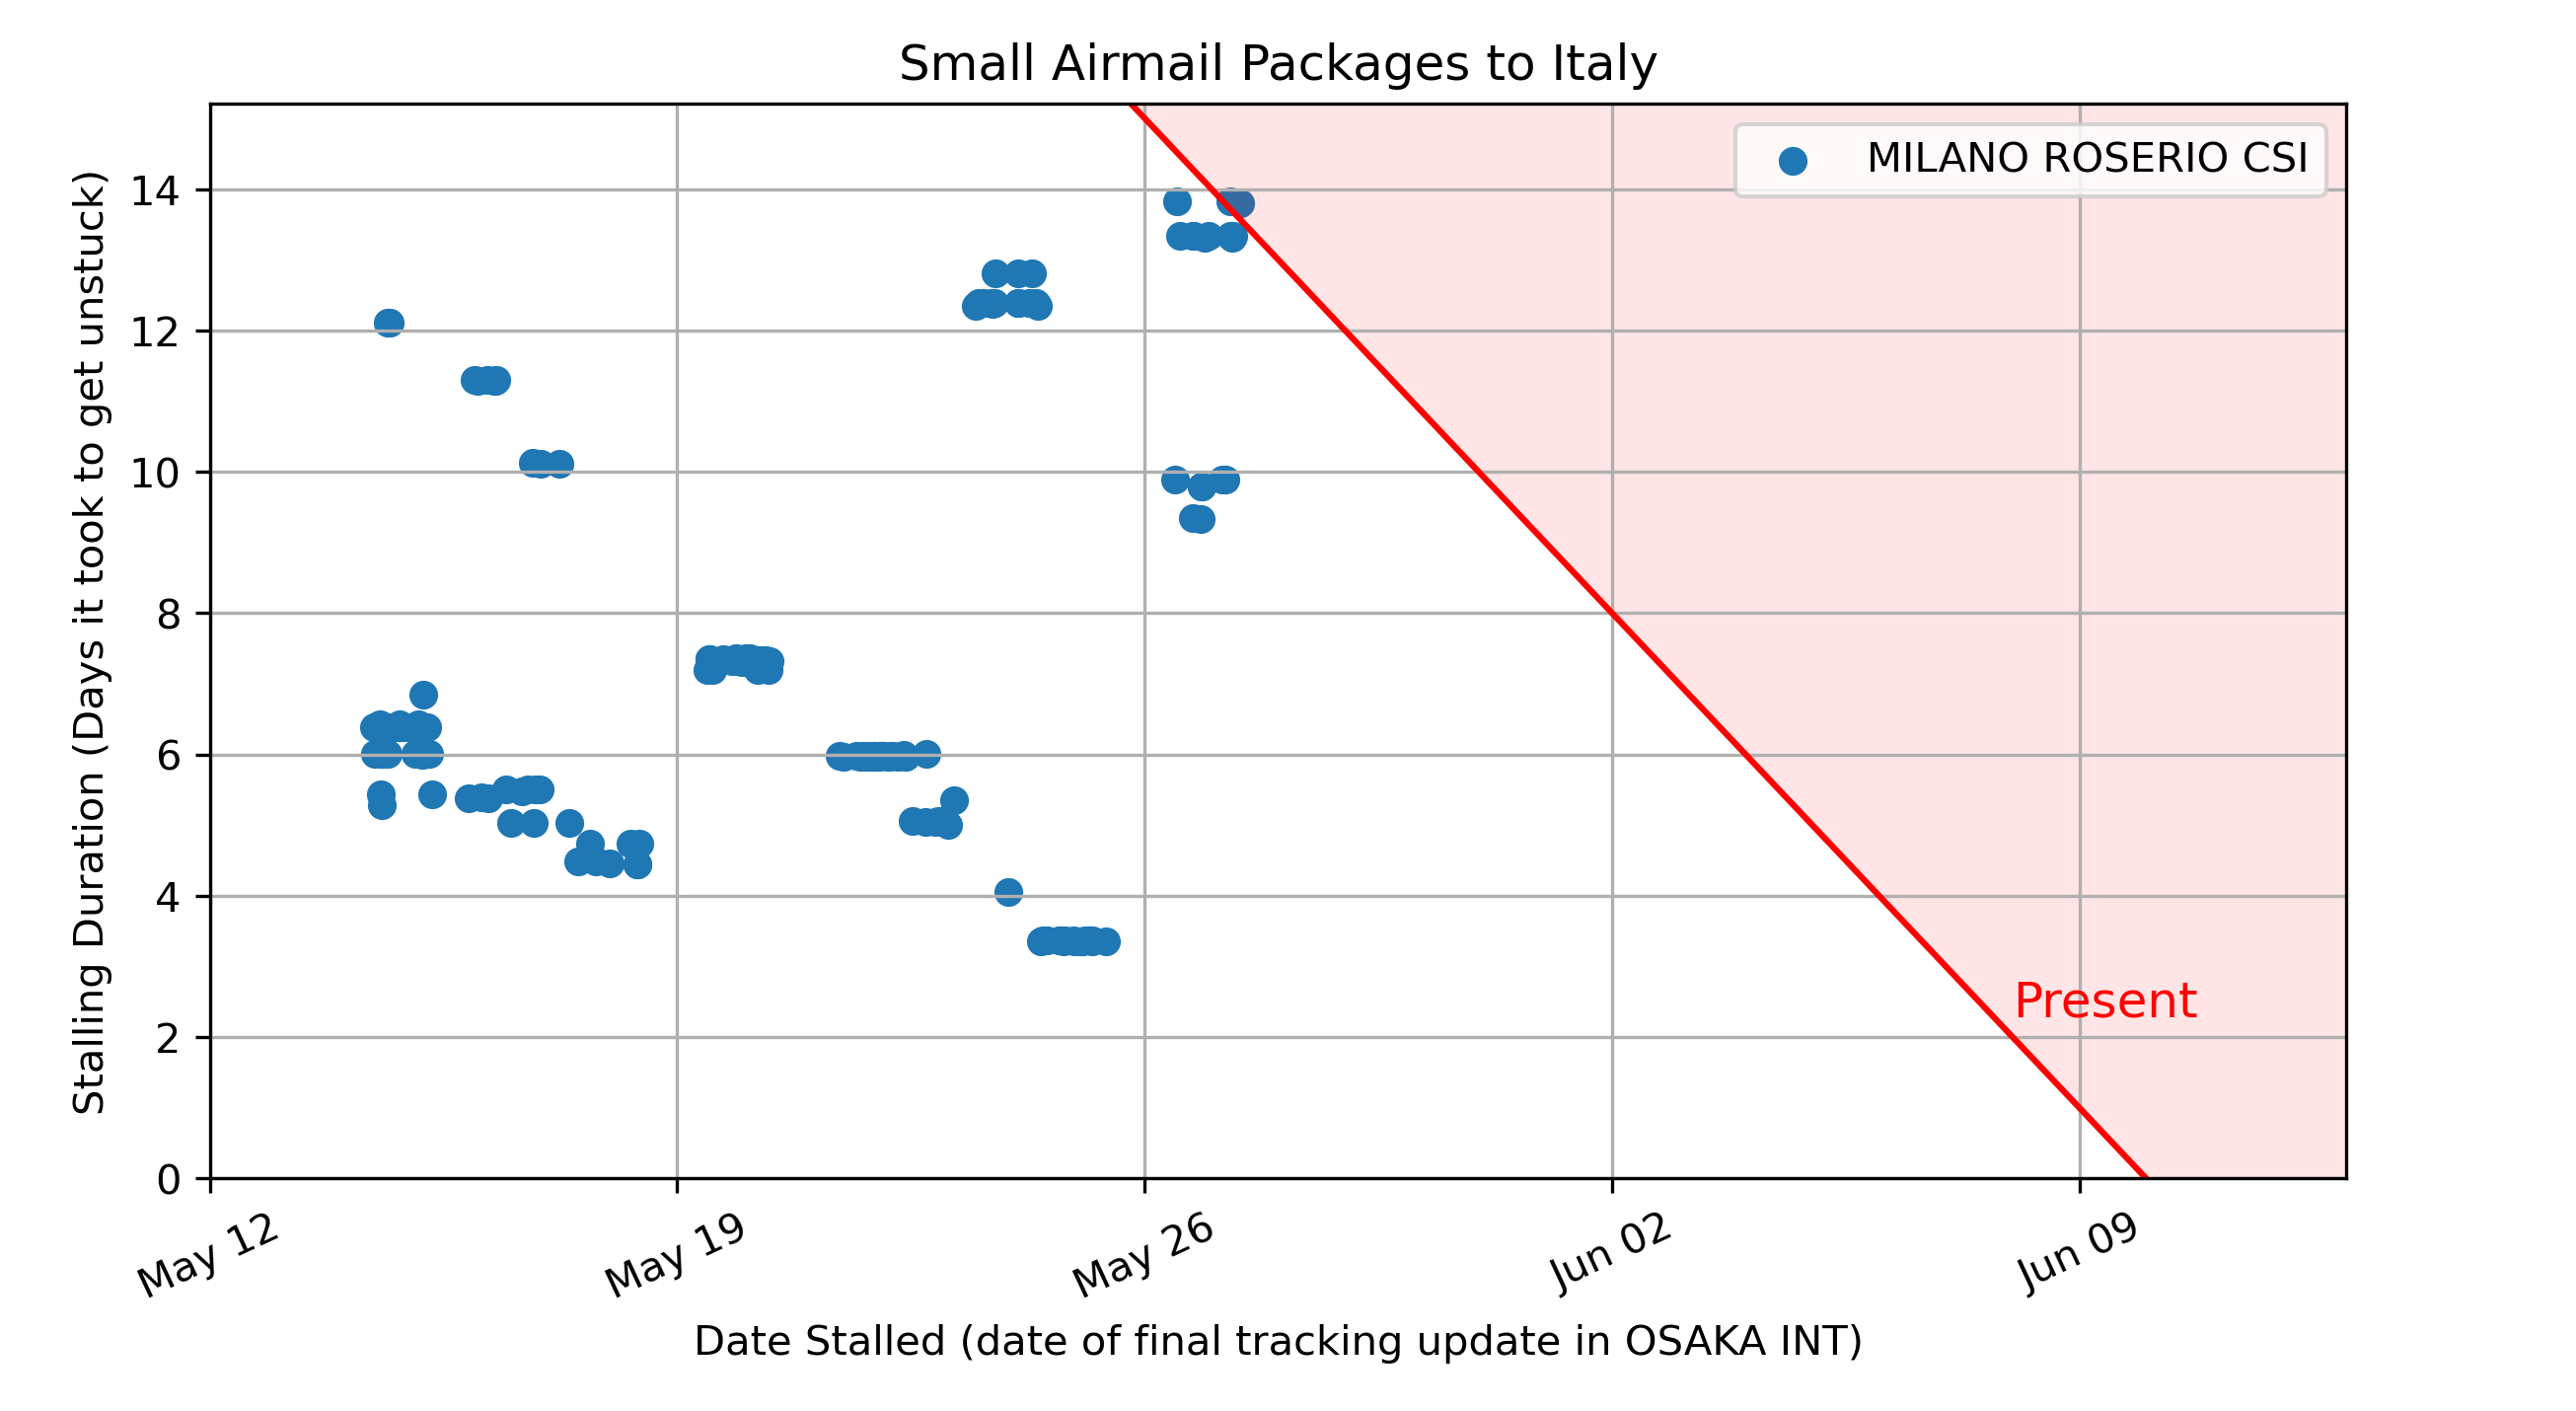 Small Airmail Packages to Italy
MILANO ROSERIO CSI
Stalling Duration (Days it took to get unstuck)
14
12
10
8
6
4
2
0
Present
May 12
May 19
May 26
Jun 02
Jun 09
Date Stalled (date of final tracking update in OSAKA INT)